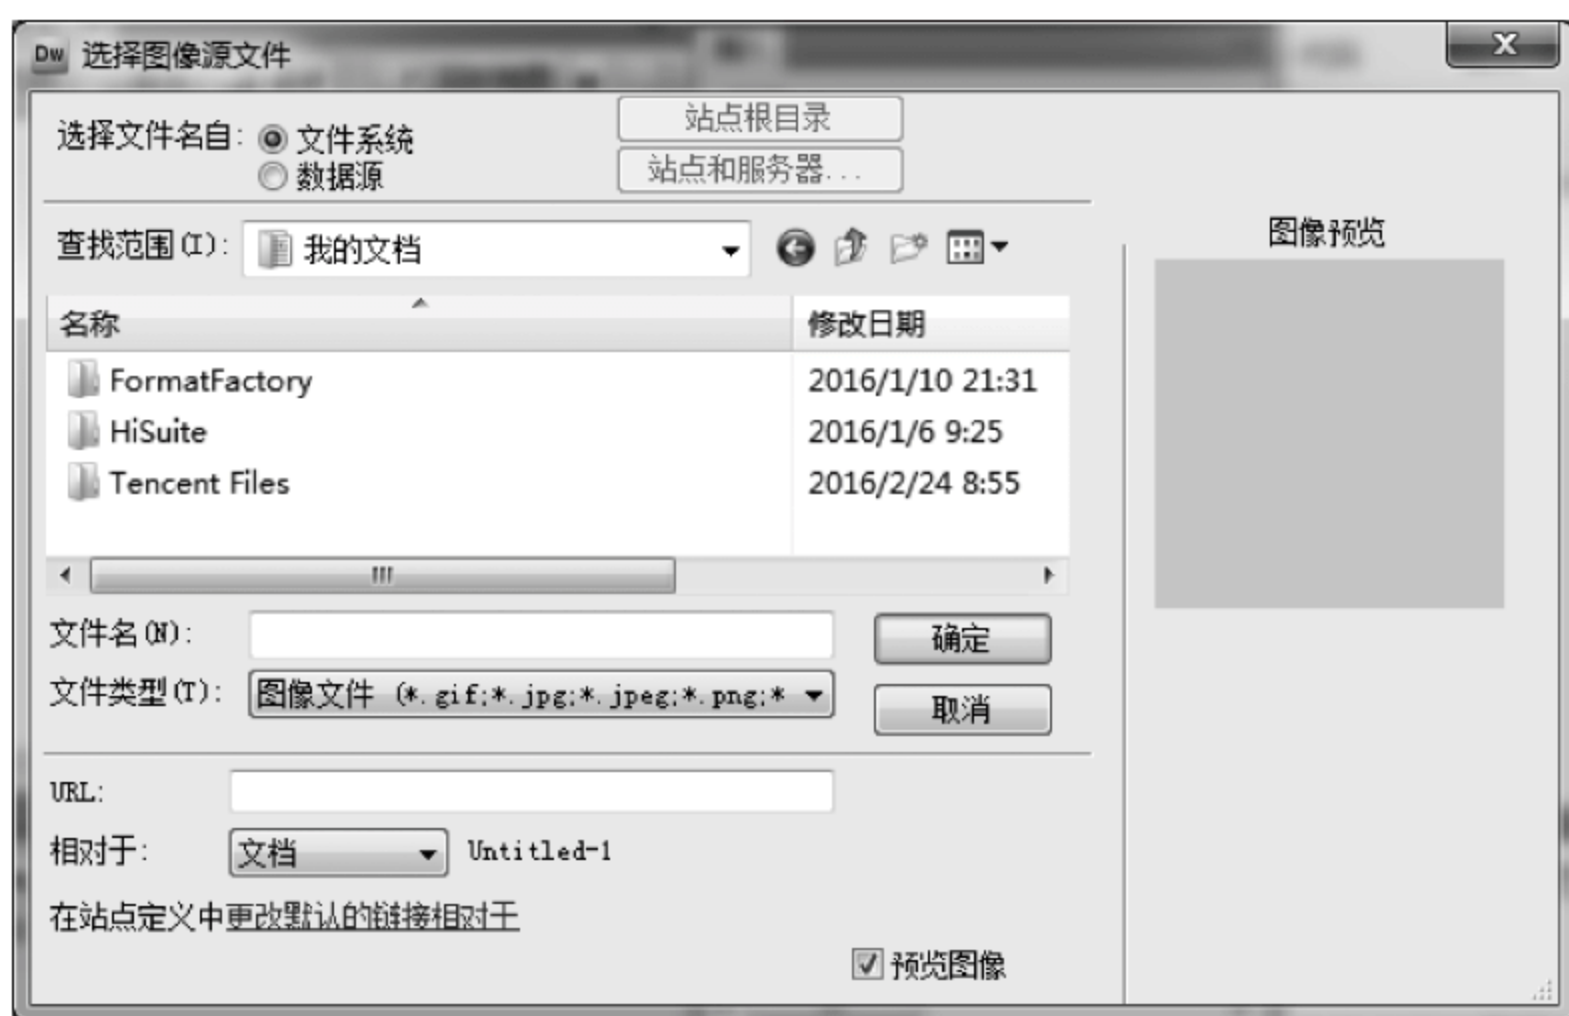 Dw 选择图像源文件
选择文件名自: 文件系统
数据源
站点根目录
站点和服务器...
查找范围(I): 我的文档
图像预览
名称 修改日期
FormatFactory 2016/1/10 21:31
HiSuite 2016/1/6 9:25
Tencent Files 2016/2/24 8:55
文件名(N): 确定
文件类型(T): 图像文件 (*.gif;*.jpg;*.jpeg;*.png;* 取消
URL:
相对于: 文档 Untitled-1
在站点定义中更改默认的链接相对于
预览图像